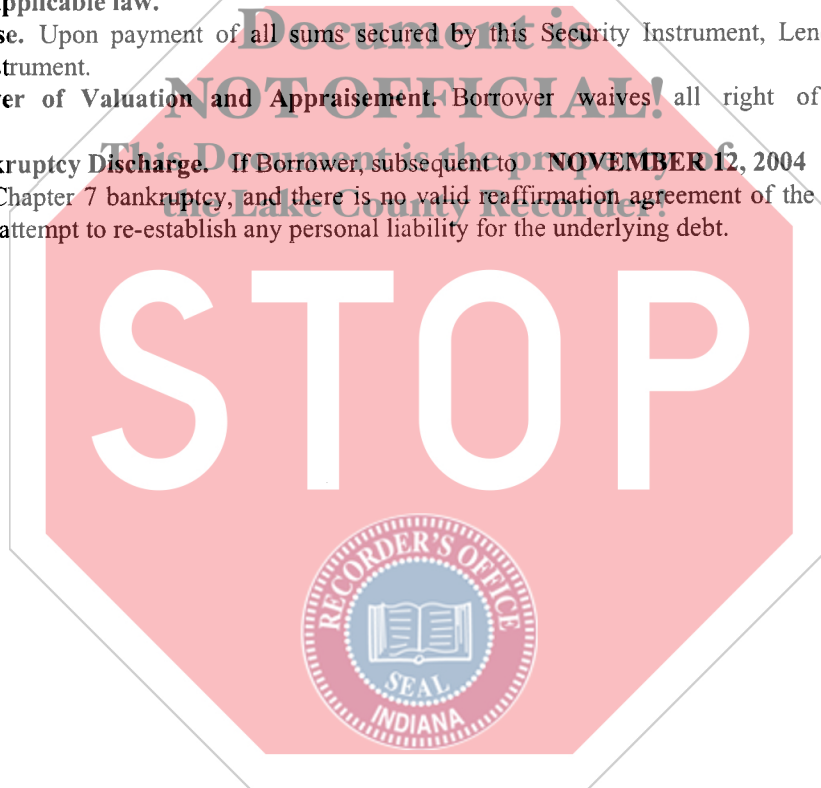 applicable law.
se. Upon payment of all sums secured by this Security Instrument, Len
strument.
er of Valuation and Appraisement. Borrower waives all right of
kruptcy Discharge. If Borrower, subsequent to NOVEMBER 12, 2004
Chapter 7 bankruptcy, and there is no valid reaffirmation agreement of the
attempt to re-establish any personal liability for the underlying debt.
Document is
NOT OFFICIAL!
This Document is the property of
the Lake County Recorder!
STOP
RECORDER'S OFFICE
SEAL
INDIANA